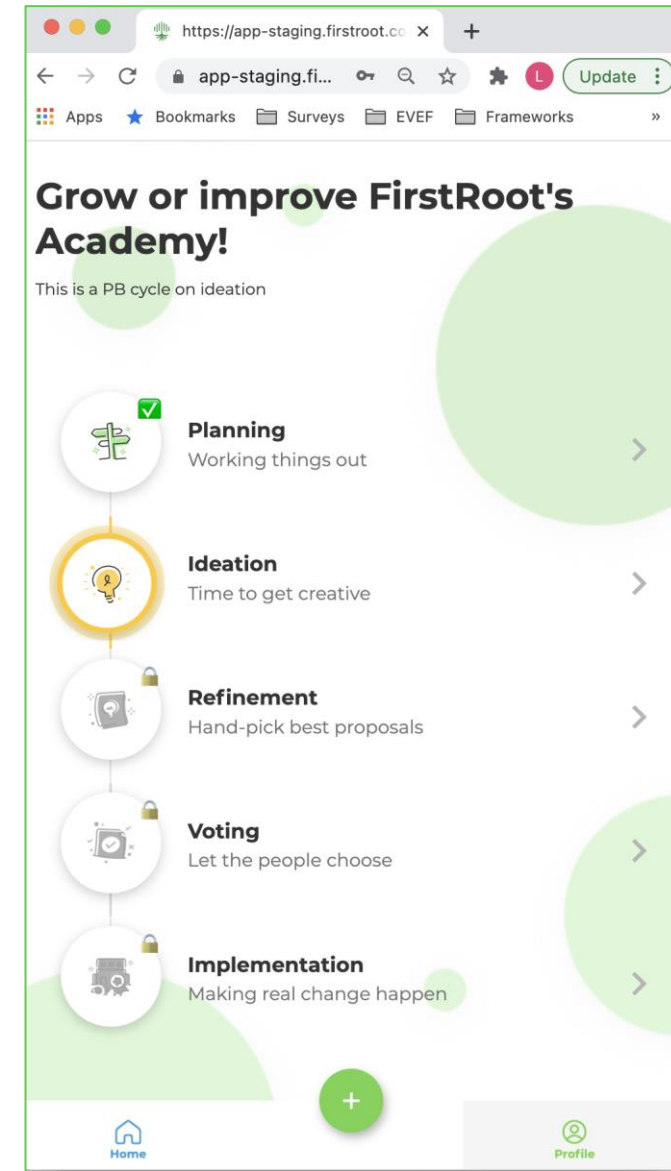 https://app-staging.firstroot.co
app-staging.fi...
L
Update
Apps
Bookmarks
Surveys
EVEF
Frameworks
»
Grow or improve FirstRoot's
Academy!
This is a PB cycle on ideation
Planning
Working things out
Ideation
Time to get creative
Refinement
Hand-pick best proposals
Voting
Let the people choose
Implementation
Making real change happen
+
Home
Profile